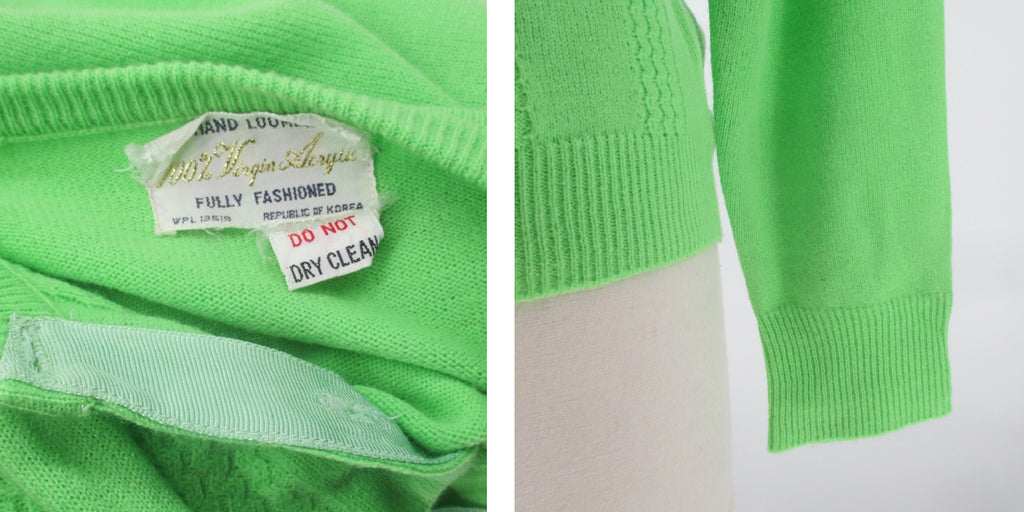 HAND LOOMED
100% Virgin Acrylic
FULLY FASHIONED
WPL 12519 REPUBLIC OF KOREA
DO NOT
DRY CLEAN